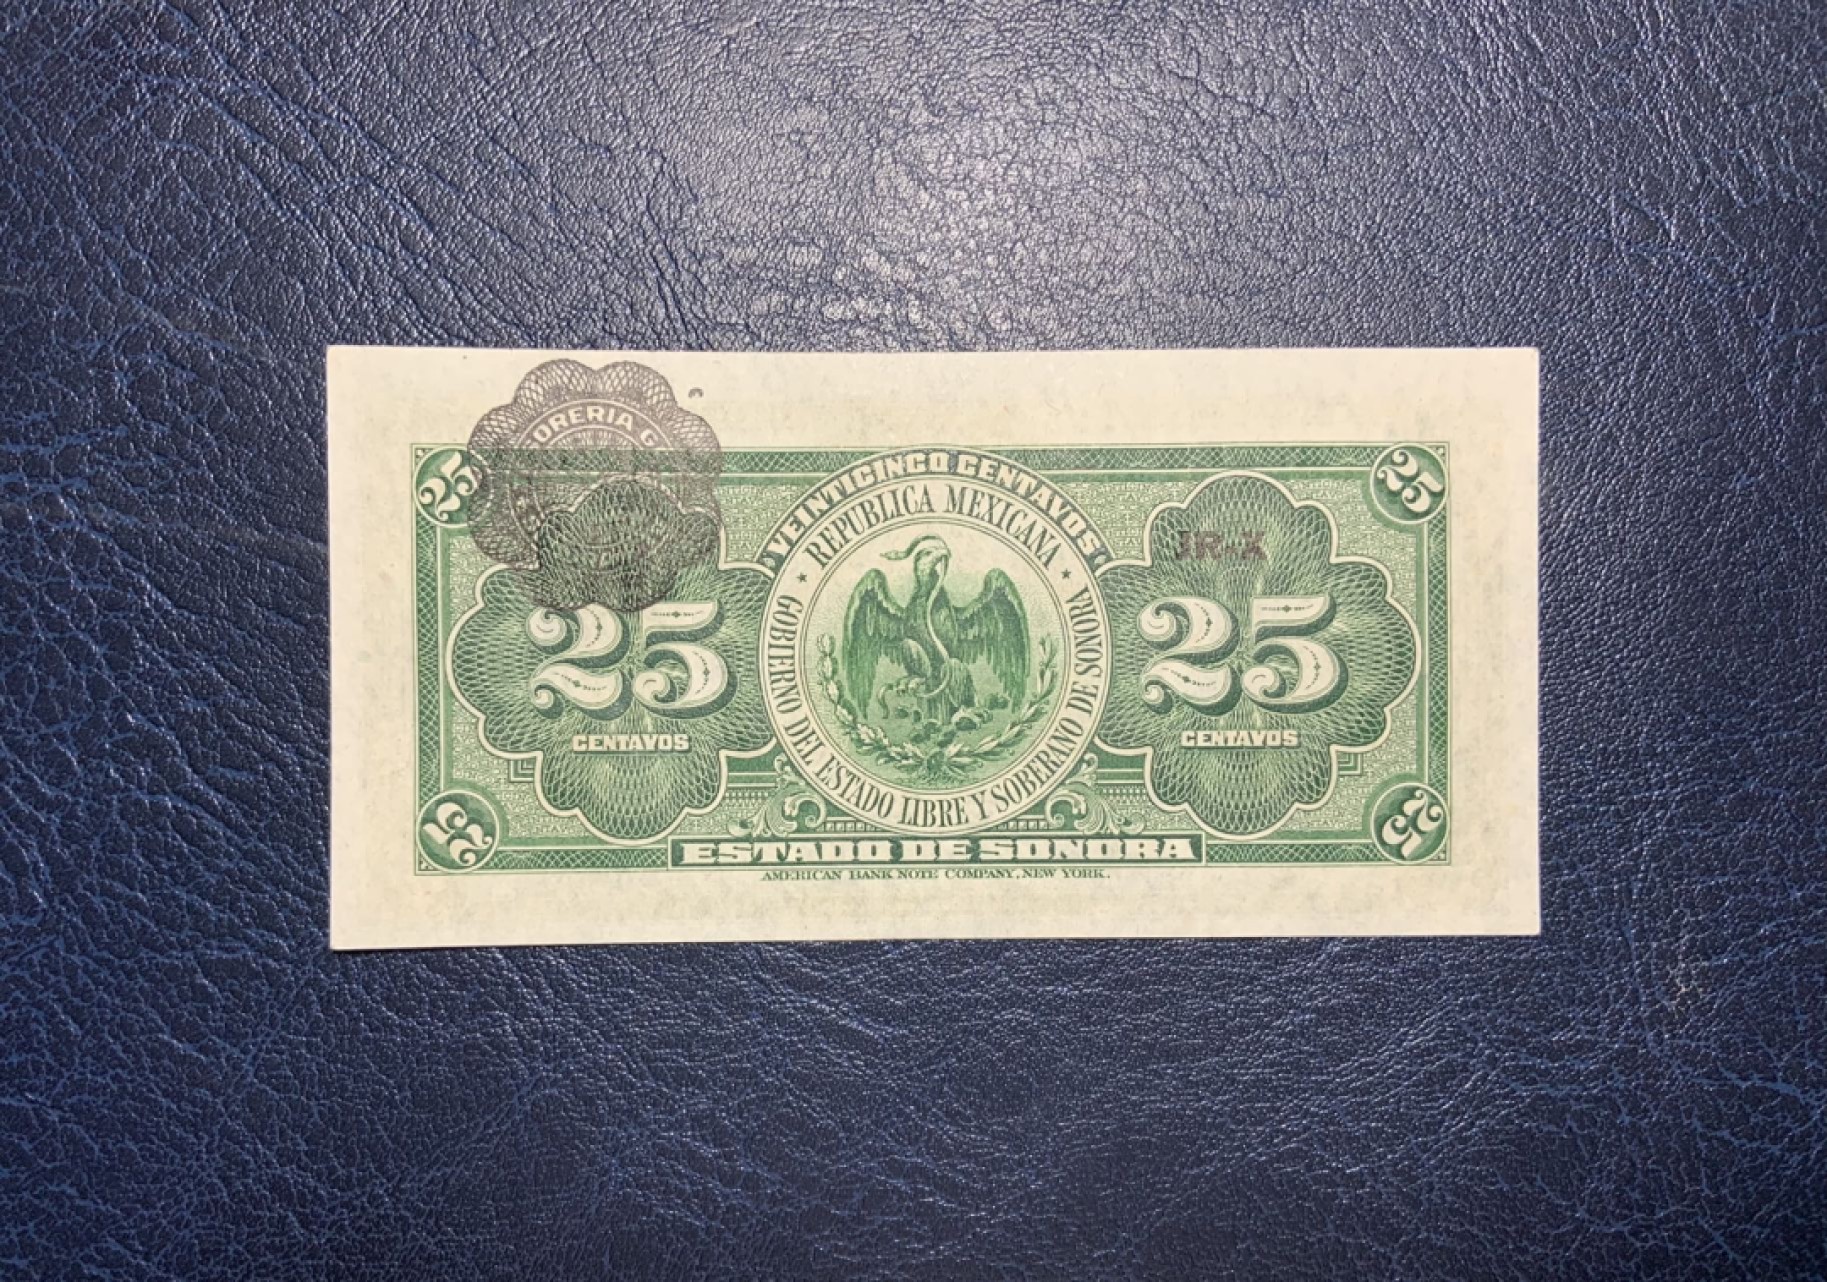 SORERIA G
25
25
VEINTICINCO CENTAVOS
REPUBLICA MEXICANA
GOBIERNO DEL ESTADO LIBRE Y SOBERANO DE SONORA
JR-X
25
CENTAVOS
25
CENTAVOS
25
25
ESTADO DE SONORA
AMERICAN BANK NOTE COMPANY, NEW YORK.